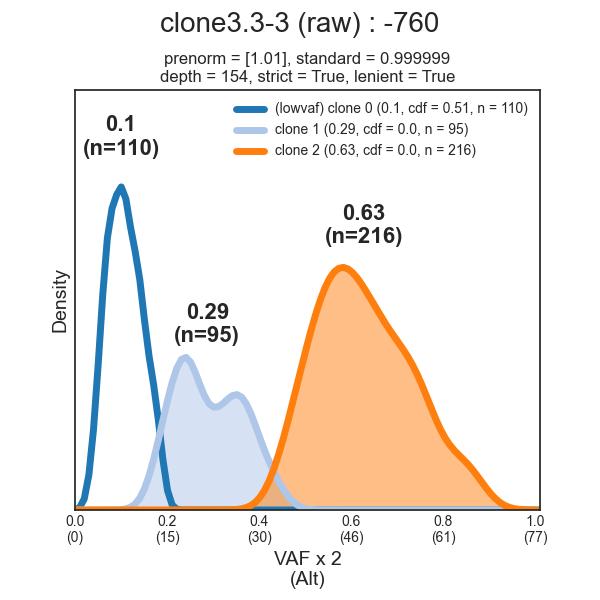 clone3.3-3 (raw) : -760
prenorm = [1.01], standard = 0.999999
depth = 154, strict = True, lenient = True
(lowvaf) clone 0 (0.1, cdf = 0.51, n = 110)
clone 1 (0.29, cdf = 0.0, n = 95)
clone 2 (0.63, cdf = 0.0, n = 216)
0.1
(n=110)
0.63
(n=216)
0.29
(n=95)
Density
0.0 0.2 0.4 0.6 0.8 1.0
(0) (15) (30) (46) (61) (77)
VAF x 2
(Alt)